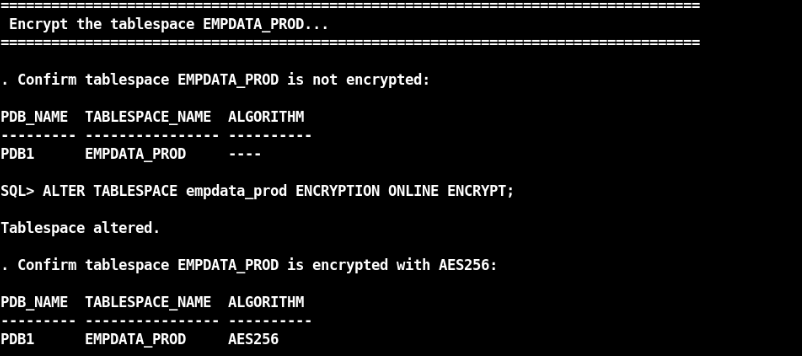 ===================================================================================
 Encrypt the tablespace EMPDATA_PROD...
===================================================================================
. Confirm tablespace EMPDATA_PROD is not encrypted:
PDB_NAME  TABLESPACE_NAME  ALGORITHM
--------- ---------------- ----------
PDB1      EMPDATA_PROD     ----
SQL> ALTER TABLESPACE empdata_prod ENCRYPTION ONLINE ENCRYPT;
Tablespace altered.
. Confirm tablespace EMPDATA_PROD is encrypted with AES256:
PDB_NAME  TABLESPACE_NAME  ALGORITHM
--------- ---------------- ----------
PDB1      EMPDATA_PROD     AES256